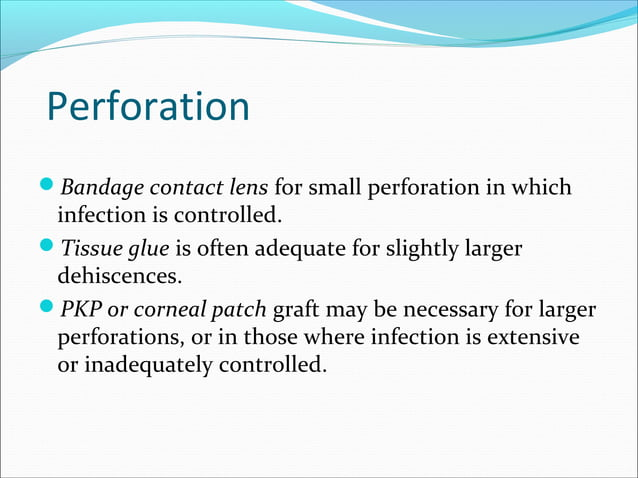 Perforation
Bandage contact lens for small perforation in which
infection is controlled.
Tissue glue is often adequate for slightly larger
dehiscences.
PKP or corneal patch graft may be necessary for larger
perforations, or in those where infection is extensive
or inadequately controlled.